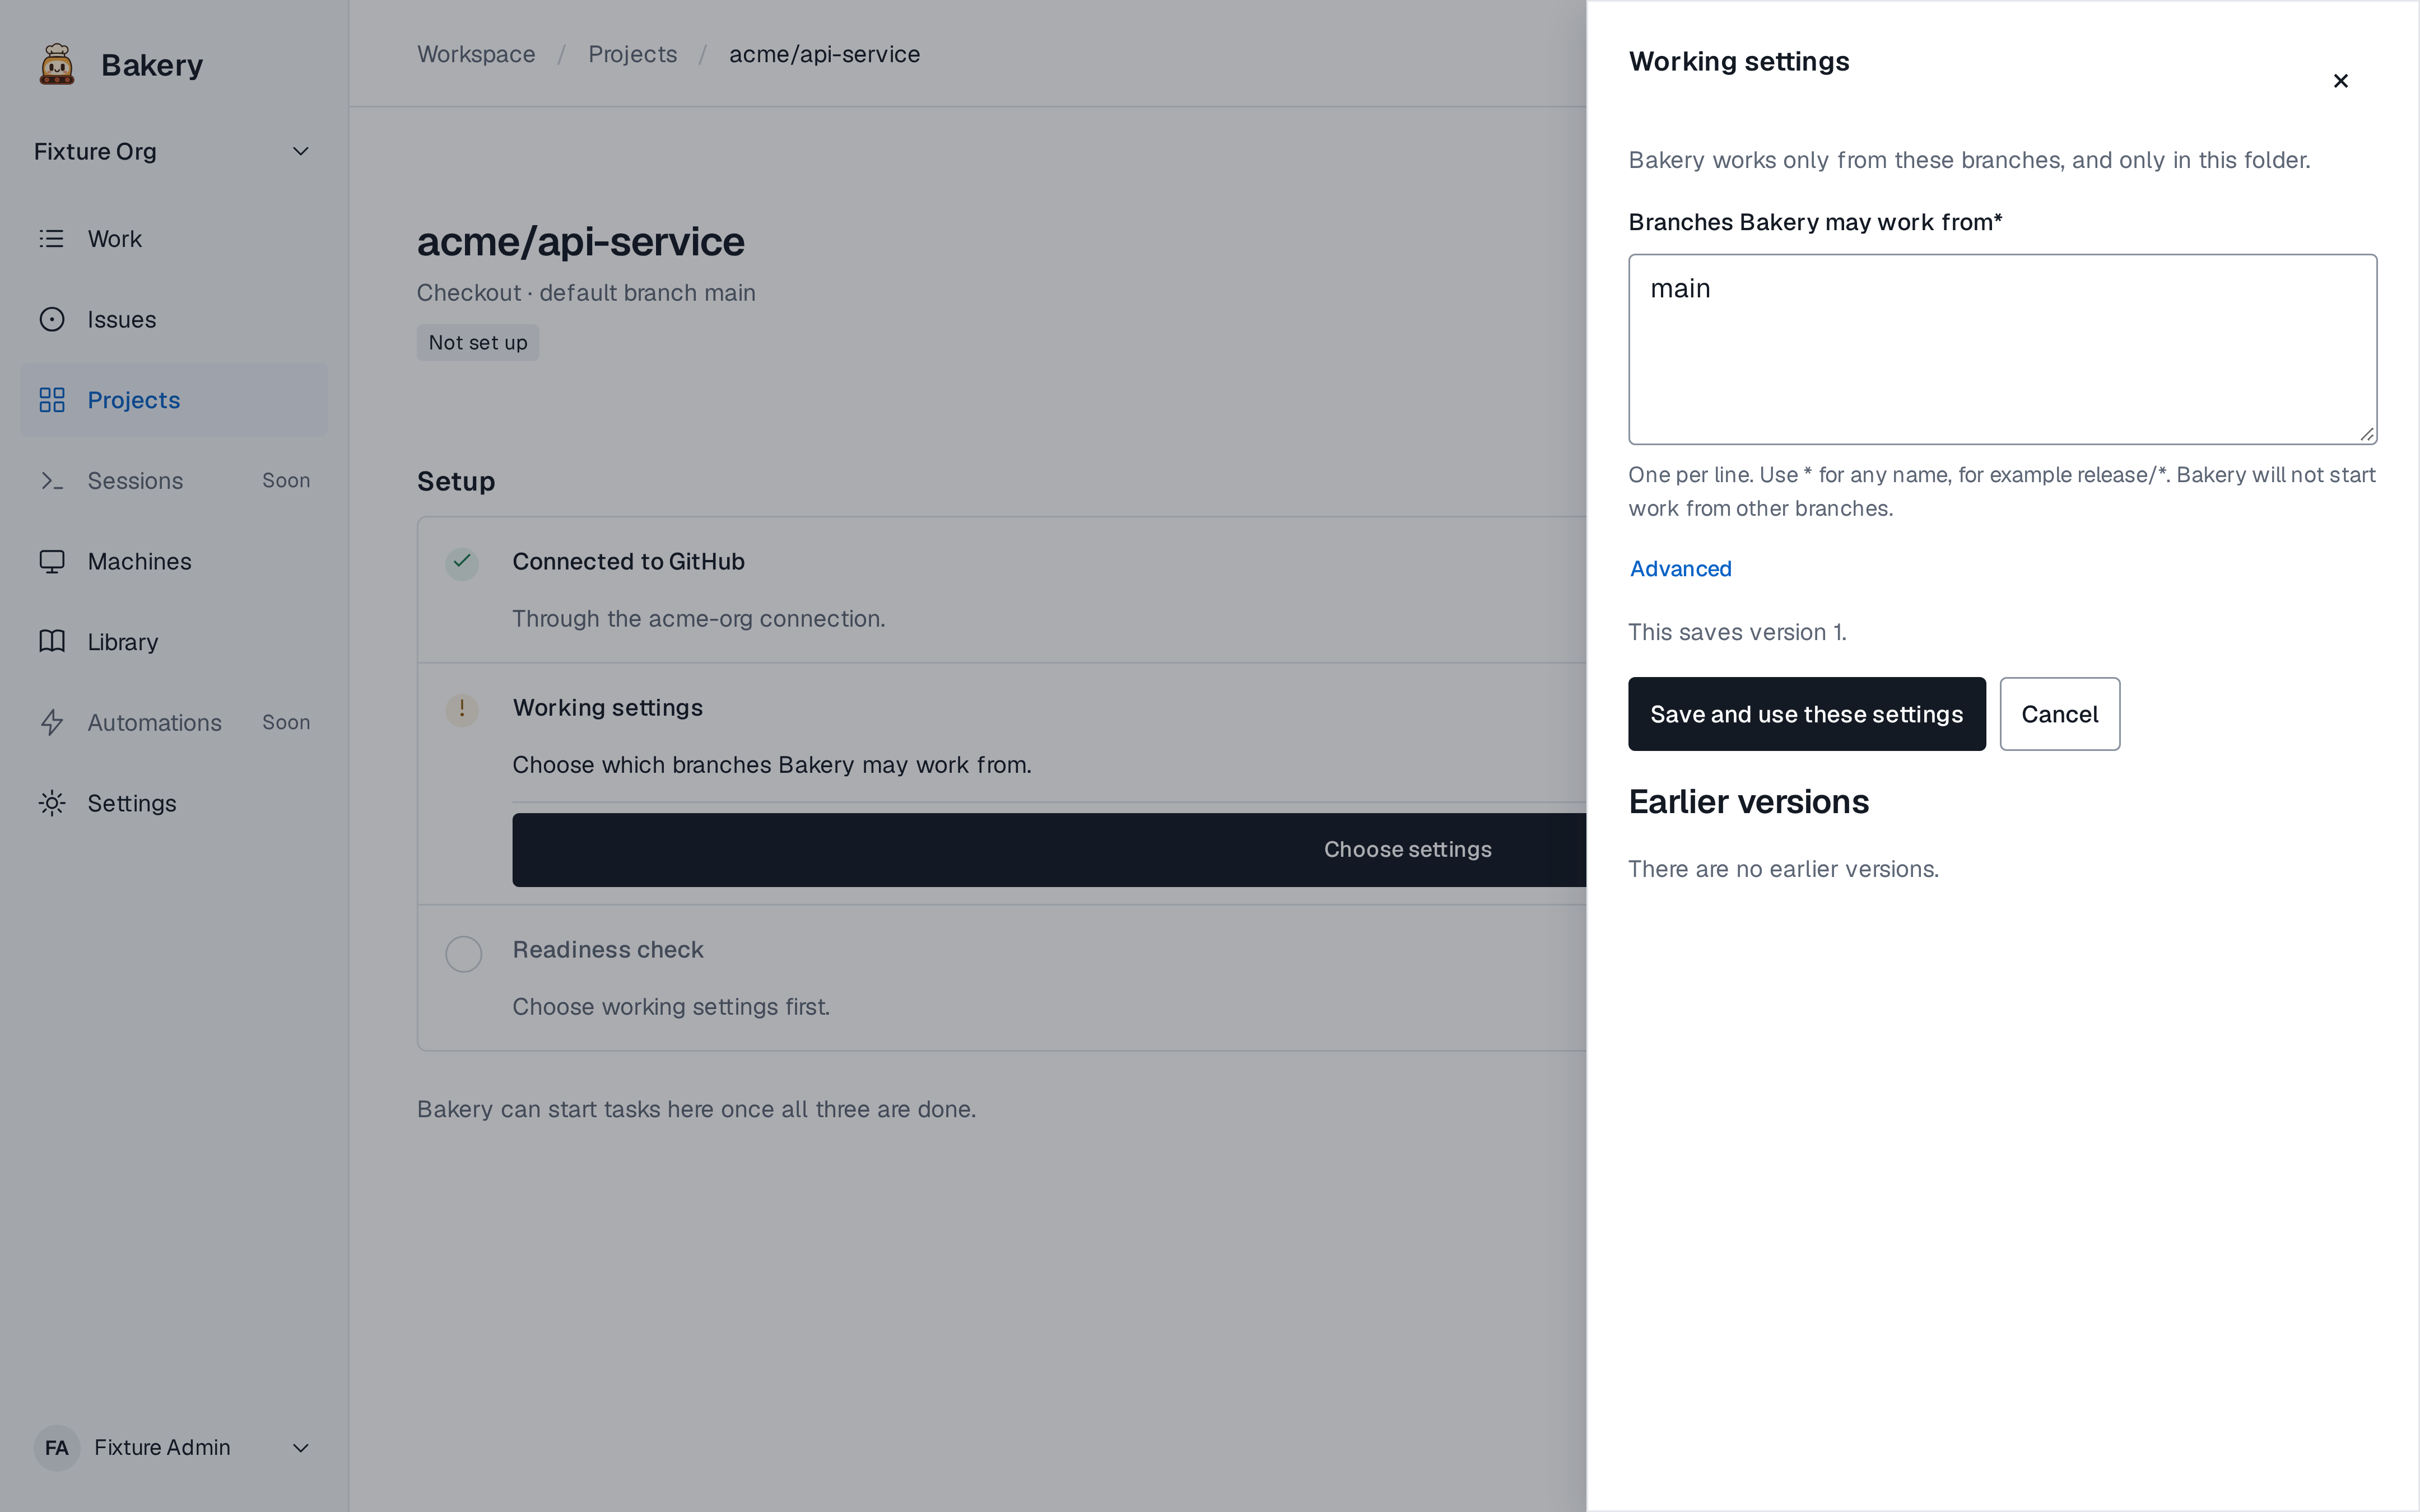 Bakery
Fixture Org
Work
Issues
Projects
Sessions Soon
Machines
Library
Automations Soon
Settings
FA Fixture Admin
Workspace / Projects / acme/api-service
acme/api-service
Checkout · default branch main
Not set up
Setup
Connected to GitHub
Through the acme-org connection.
! Working settings
Choose which branches Bakery may work from.
Choose settings
Readiness check
Choose working settings first.
Bakery can start tasks here once all three are done.
Working settings
Bakery works only from these branches, and only in this folder.
Branches Bakery may work from*
main
One per line. Use * for any name, for example release/*. Bakery will not start
work from other branches.
Advanced
This saves version 1.
Save and use these settings
Cancel
Earlier versions
There are no earlier versions.